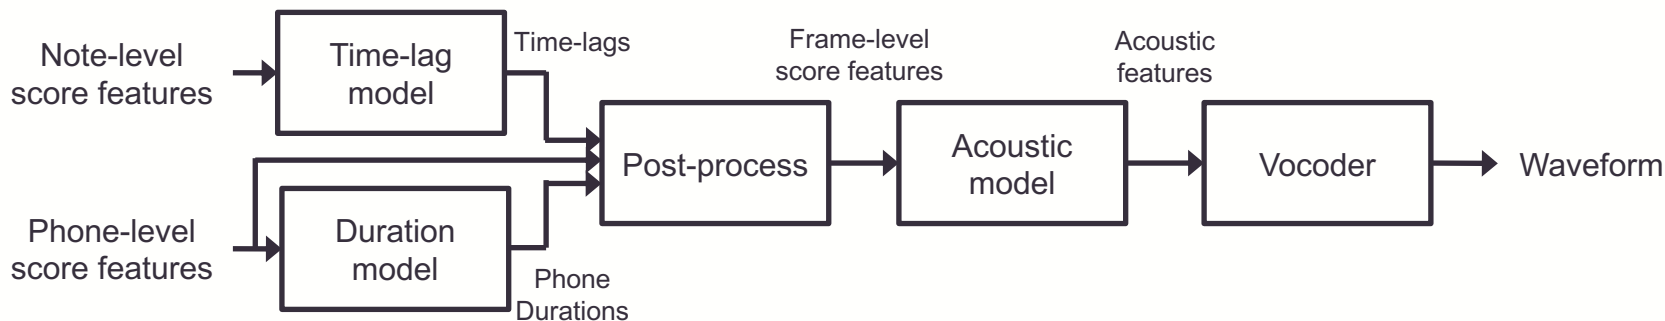 Note-level
score features
Time-lag
model
Time-lags
Phone-level
score features
Duration
model
Phone
Durations
Post-process
Frame-level
score features
Acoustic
model
Acoustic
features
Vocoder
Waveform